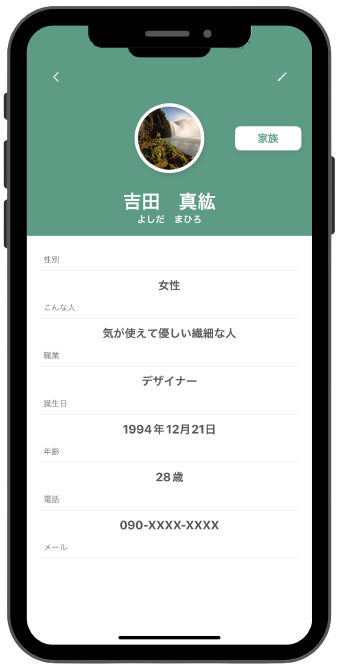 家族
吉田　真紘
よしだ　まひろ
性別
女性
こんな人
気が使えて優しい繊細な人
職業
デザイナー
誕生日
1994年12月21日
年齢
28歳
電話
090-XXXX-XXXX
メール